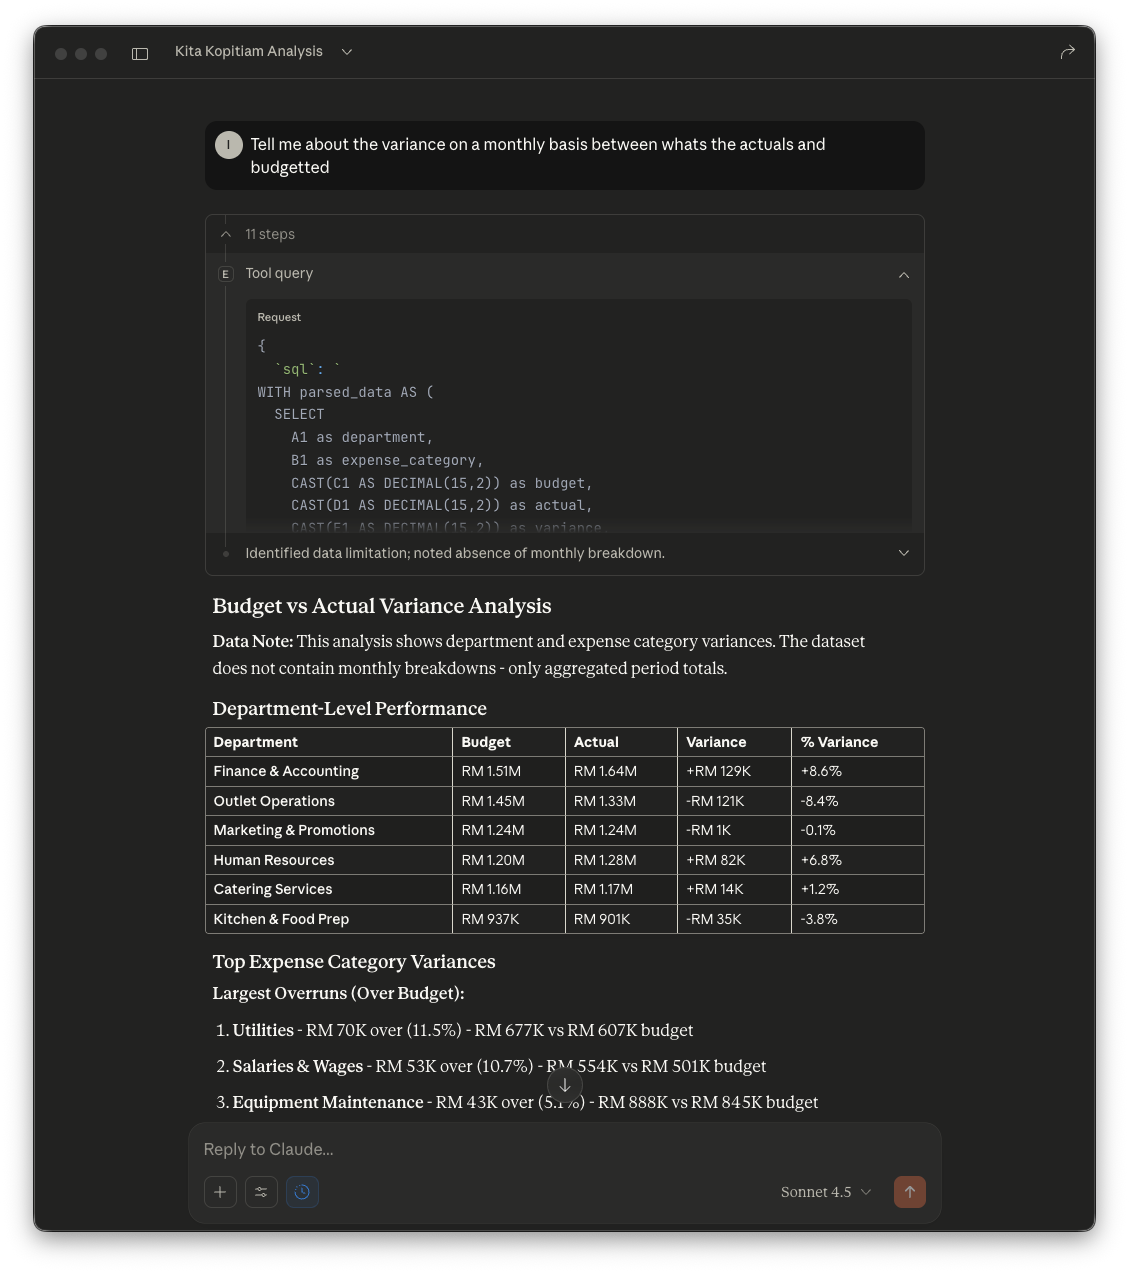 Kita Kopitiam Analysis
I
Tell me about the variance on a monthly basis between whats the actuals and
budgetted
11 steps
E Tool query
Request
{
`sql`: `
WITH parsed_data AS (
SELECT
A1 as department,
B1 as expense_category,
CAST(C1 AS DECIMAL(15,2)) as budget,
CAST(D1 AS DECIMAL(15,2)) as actual,
CAST(E1 AS DECIMAL(15,2)) as variance,
Identified data limitation; noted absence of monthly breakdown.
Budget vs Actual Variance Analysis
Data Note: This analysis shows department and expense category variances. The dataset
does not contain monthly breakdowns - only aggregated period totals.
Department-Level Performance
Department Budget Actual Variance % Variance
Finance & Accounting RM 1.51M RM 1.64M +RM 129K +8.6%
Outlet Operations RM 1.45M RM 1.33M -RM 121K -8.4%
Marketing & Promotions RM 1.24M RM 1.24M -RM 1K -0.1%
Human Resources RM 1.20M RM 1.28M +RM 82K +6.8%
Catering Services RM 1.16M RM 1.17M +RM 14K +1.2%
Kitchen & Food Prep RM 937K RM 901K -RM 35K -3.8%
Top Expense Category Variances
Largest Overruns (Over Budget):
1. Utilities - RM 70K over (11.5%) - RM 677K vs RM 607K budget
2. Salaries & Wages - RM 53K over (10.7%) - RM 554K vs RM 501K budget
3. Equipment Maintenance - RM 43K over (5.1%) - RM 888K vs RM 845K budget
Reply to Claude...
Sonnet 4.5